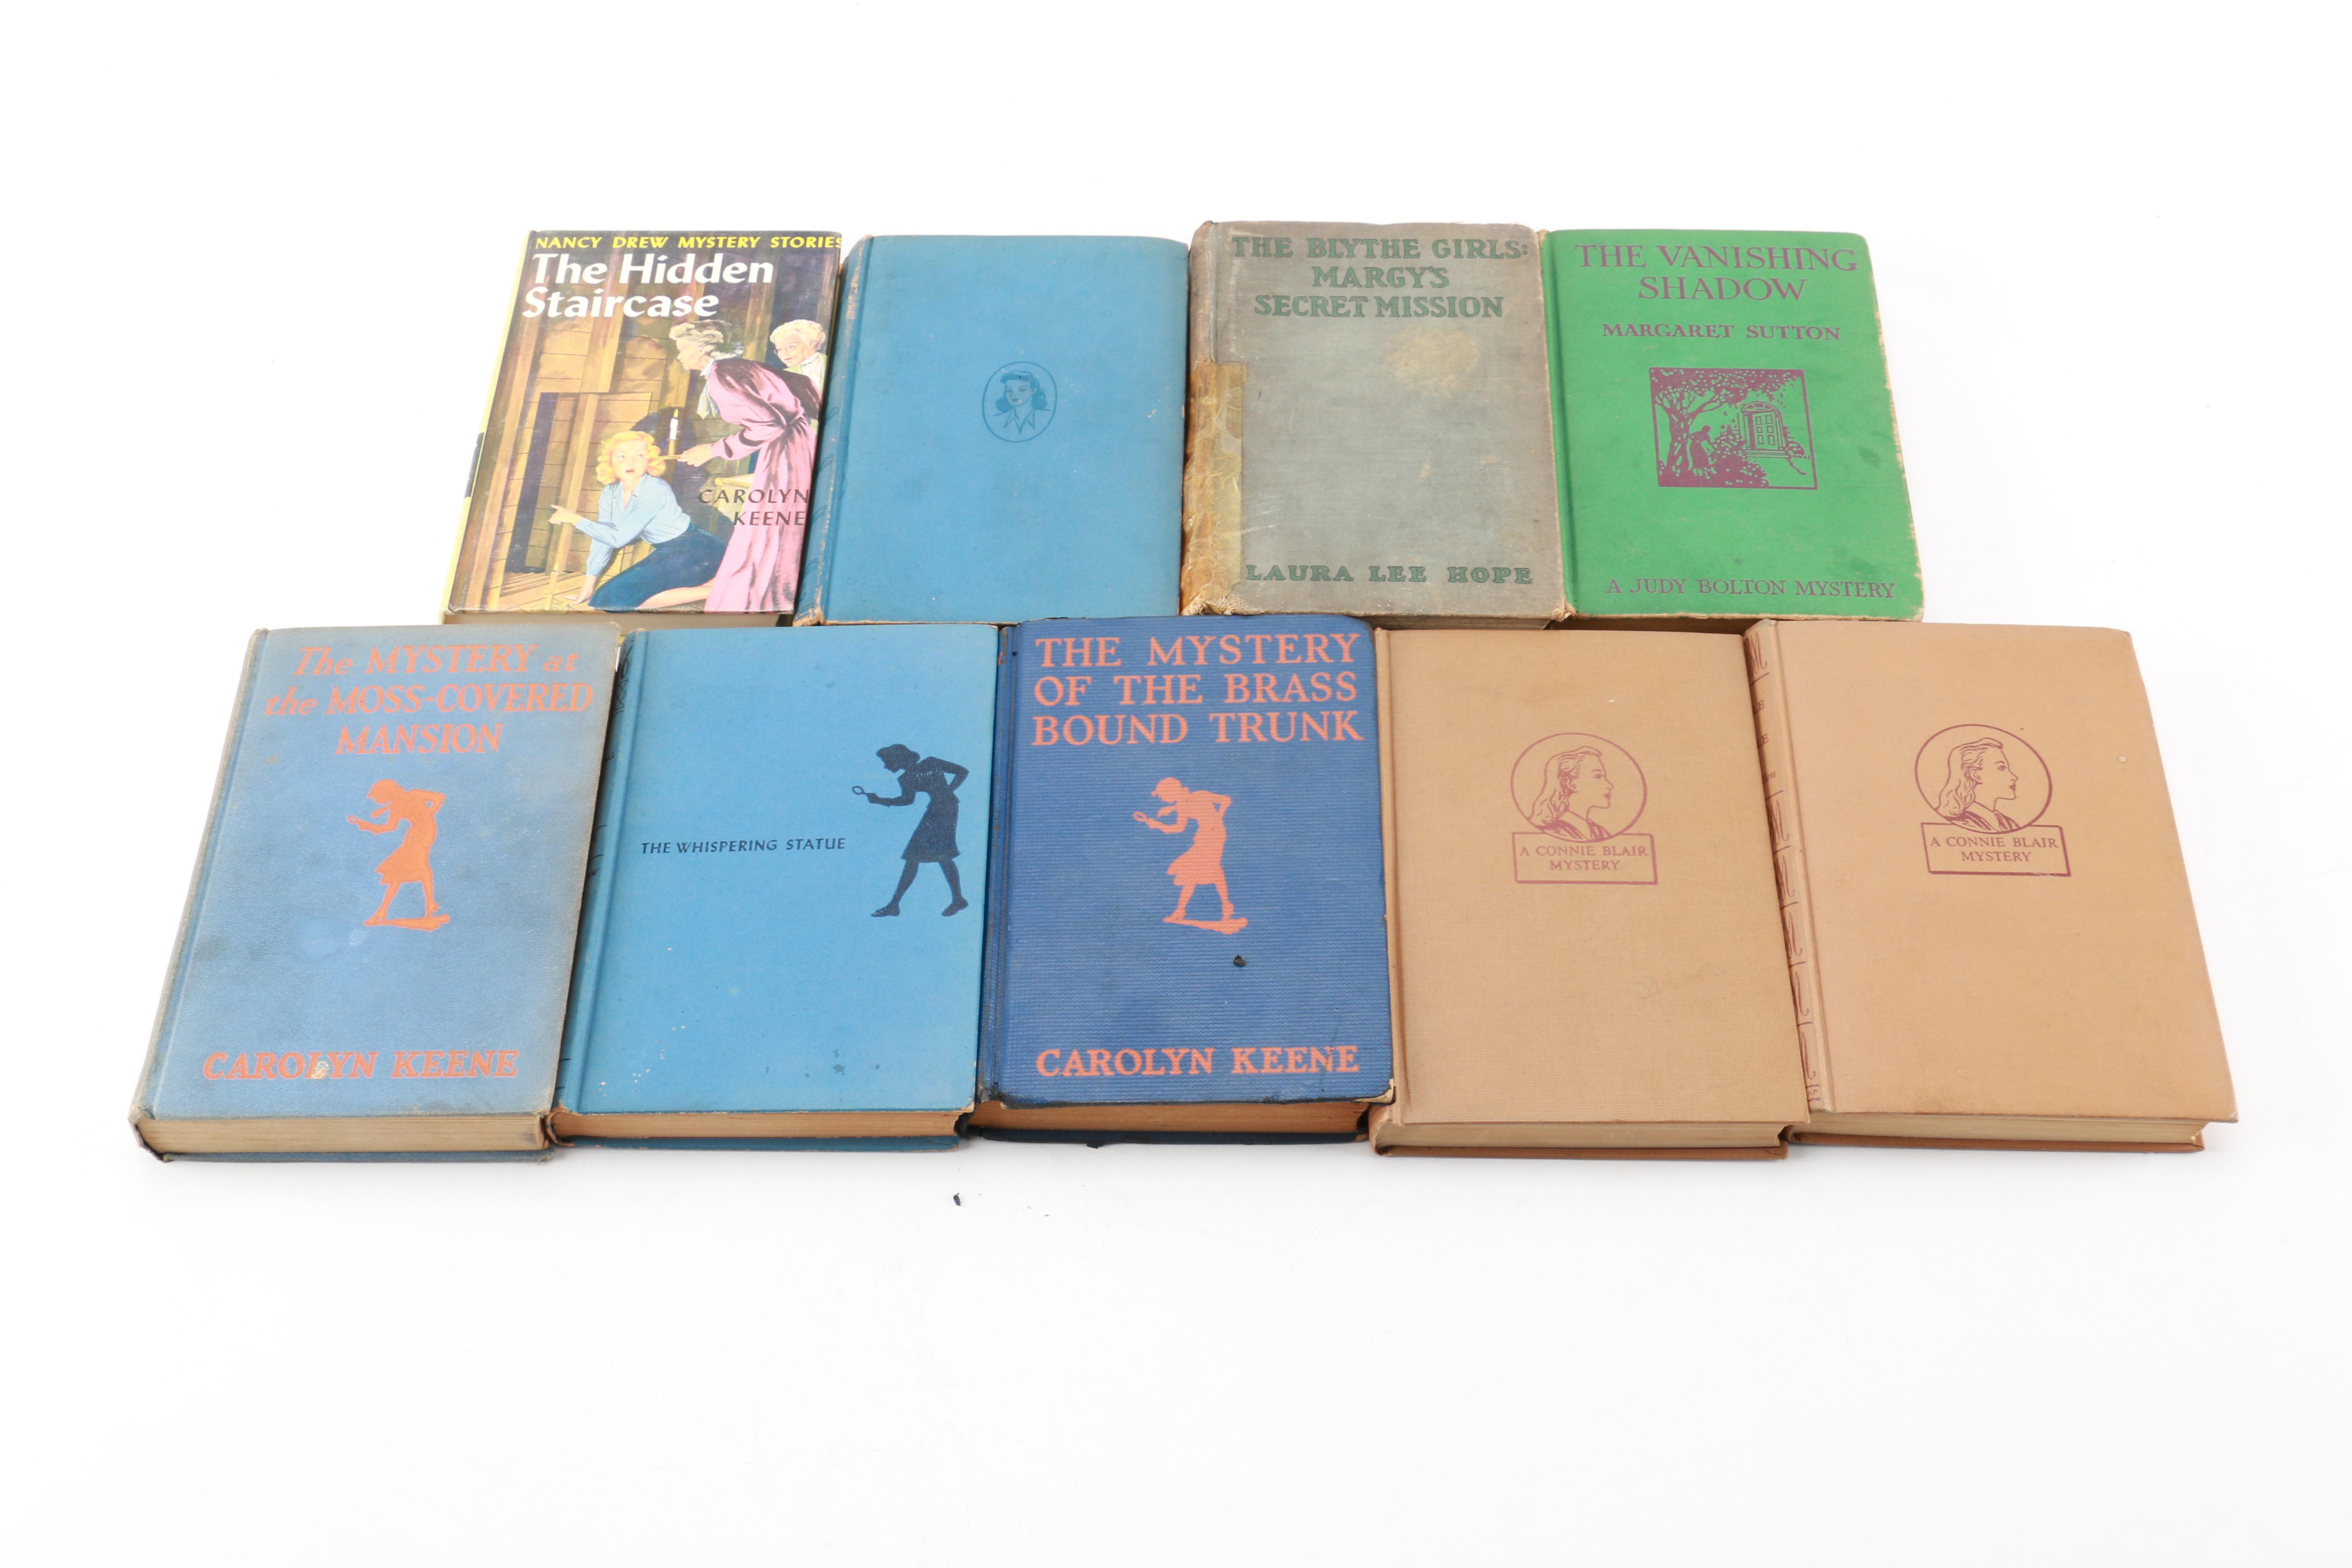 NANCY DREW MYSTERY STORIES
The Hidden
Staircase
CAROLYN
KEENE
THE BLYTHE GIRLS:
MARGY'S
SECRET MISSION
LAURA LEE HOPE
THE VANISHING
SHADOW
MARGARET SUTTON
A JUDY BOLTON MYSTERY
The MYSTERY at
the MOSS-COVERED
MANSION
CAROLYN KEENE
THE WHISPERING STATUE
THE MYSTERY
OF THE BRASS
BOUND TRUNK
CAROLYN KEENE
A CONNIE BLAIR
MYSTERY
A CONNIE BLAIR
MYSTERY